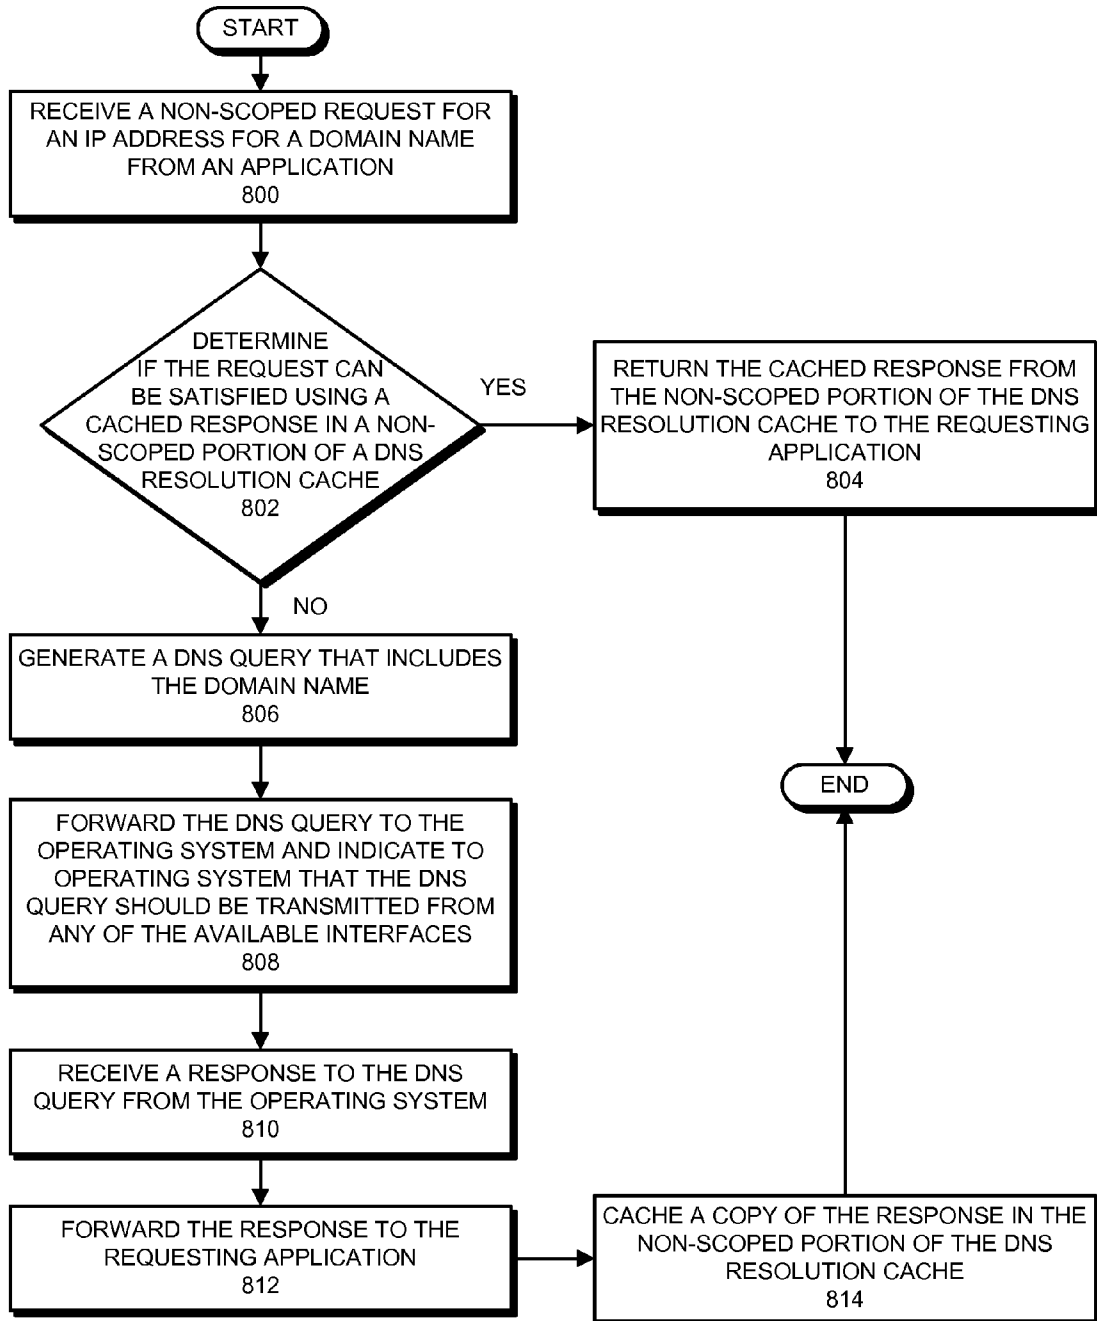 START
RECEIVE A NON-SCOPED REQUEST FOR
AN IP ADDRESS FOR A DOMAIN NAME
FROM AN APPLICATION
800
DETERMINE
IF THE REQUEST CAN
BE SATISFIED USING A
CACHED RESPONSE IN A NON-
SCOPED PORTION OF A DNS
RESOLUTION CACHE
802
YES
RETURN THE CACHED RESPONSE FROM
THE NON-SCOPED PORTION OF THE DNS
RESOLUTION CACHE TO THE REQUESTING
APPLICATION
804
NO
GENERATE A DNS QUERY THAT INCLUDES
THE DOMAIN NAME
806
END
FORWARD THE DNS QUERY TO THE
OPERATING SYSTEM AND INDICATE TO
OPERATING SYSTEM THAT THE DNS
QUERY SHOULD BE TRANSMITTED FROM
ANY OF THE AVAILABLE INTERFACES
808
RECEIVE A RESPONSE TO THE DNS
QUERY FROM THE OPERATING SYSTEM
810
FORWARD THE RESPONSE TO THE
REQUESTING APPLICATION
812
CACHE A COPY OF THE RESPONSE IN THE
NON-SCOPED PORTION OF THE DNS
RESOLUTION CACHE
814